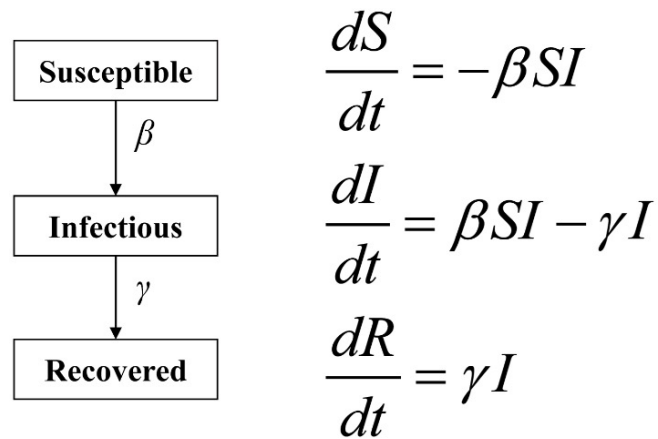 Susceptible
β
Infectious
γ
Recovered
dS/dt = −βSI
dI/dt = βSI − γI
dR/dt = γI